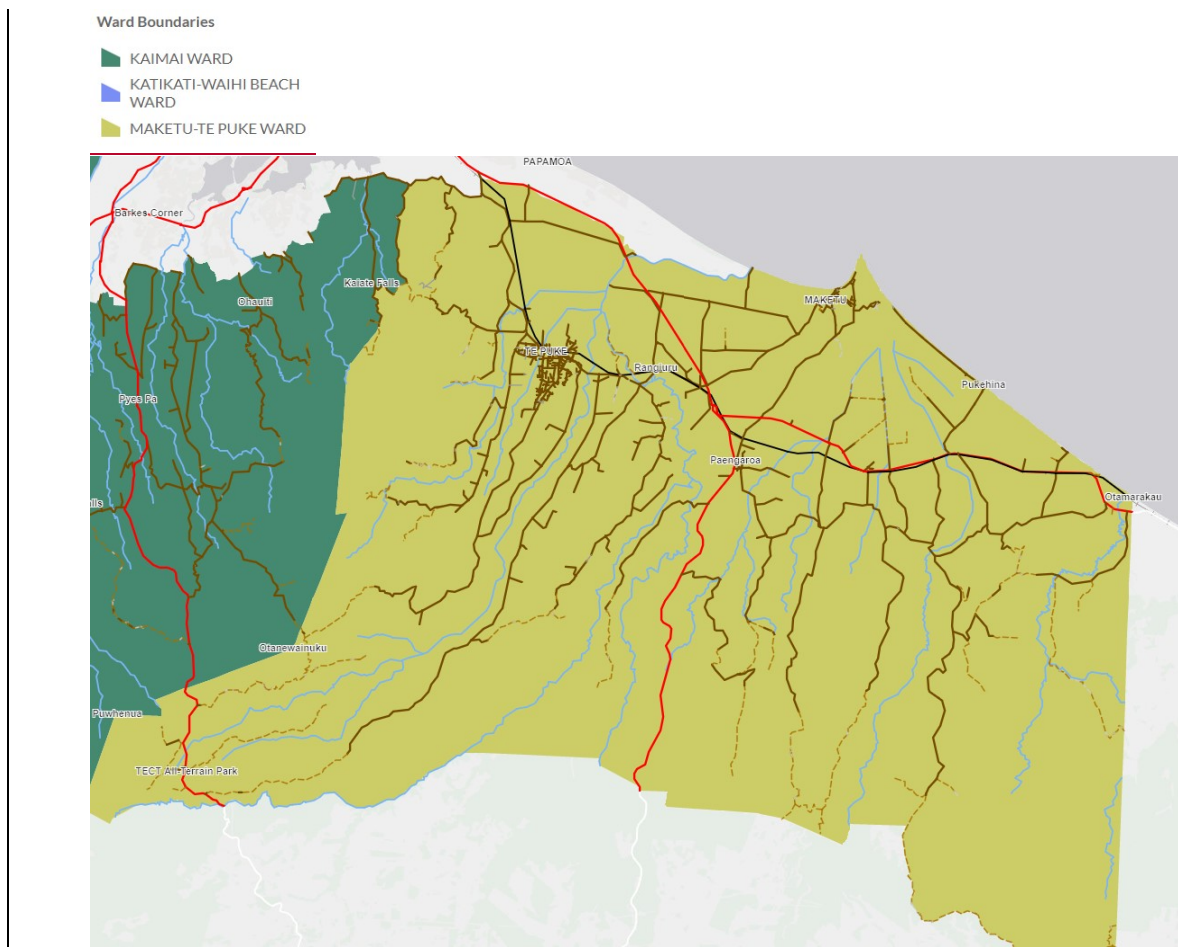 Ward Boundaries
KAIMAI WARD
KATIKATI-WAIHI BEACH
WARD
MAKETU-TE PUKE WARD
PAPAMOA
Barkes Corner
Kaiate Falls
Ohauiti
MAKETU
TE PUKE
Rangiuru
Pukehina
Pyes Pa
Paengaroa
Otamarakau
lls
Otanewainuku
Puwhenua
TECT All-Terrain Park